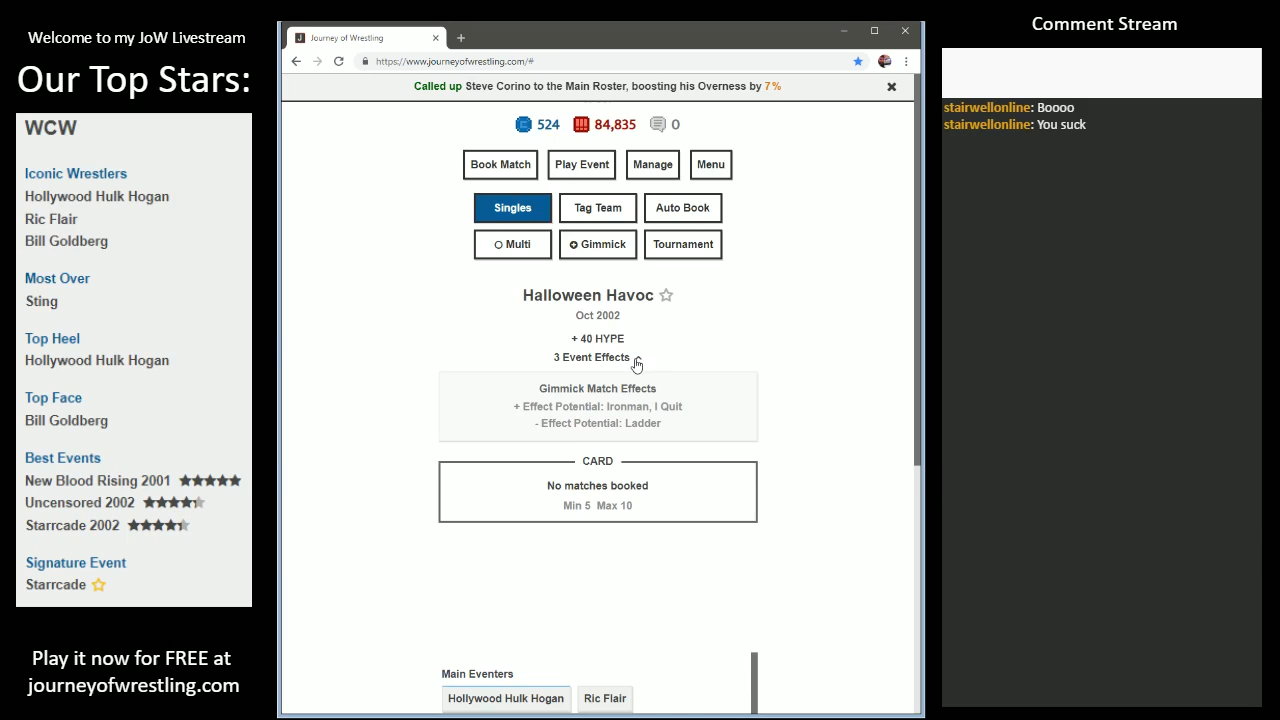 Welcome to my JoW Livestream
Our Top Stars:
WCW
Iconic Wrestlers
Hollywood Hulk Hogan
Ric Flair
Bill Goldberg
Most Over
Sting
Top Heel
Hollywood Hulk Hogan
Top Face
Bill Goldberg
Best Events
New Blood Rising 2001 ★★★★★
Uncensored 2002
Starrcade 2002
Signature Event
Starrcade
Play it now for FREE at
journeyofwrestling.com
Journey of Wrestling
https://www.journeyofwrestling.com/#
Called up Steve Corino to the Main Roster, boosting his Overness by 7%
524 84,835 0
Book Match Play Event Manage Menu
Singles Tag Team Auto Book
Multi Gimmick Tournament
Halloween Havoc
Oct 2002
+ 40 HYPE
3 Event Effects
Gimmick Match Effects
+ Effect Potential: Ironman, I Quit
- Effect Potential: Ladder
CARD
No matches booked
Min 5 Max 10
Main Eventers
Hollywood Hulk Hogan Ric Flair
Comment Stream
stairwellonline: Boooo
stairwellonline: You suck